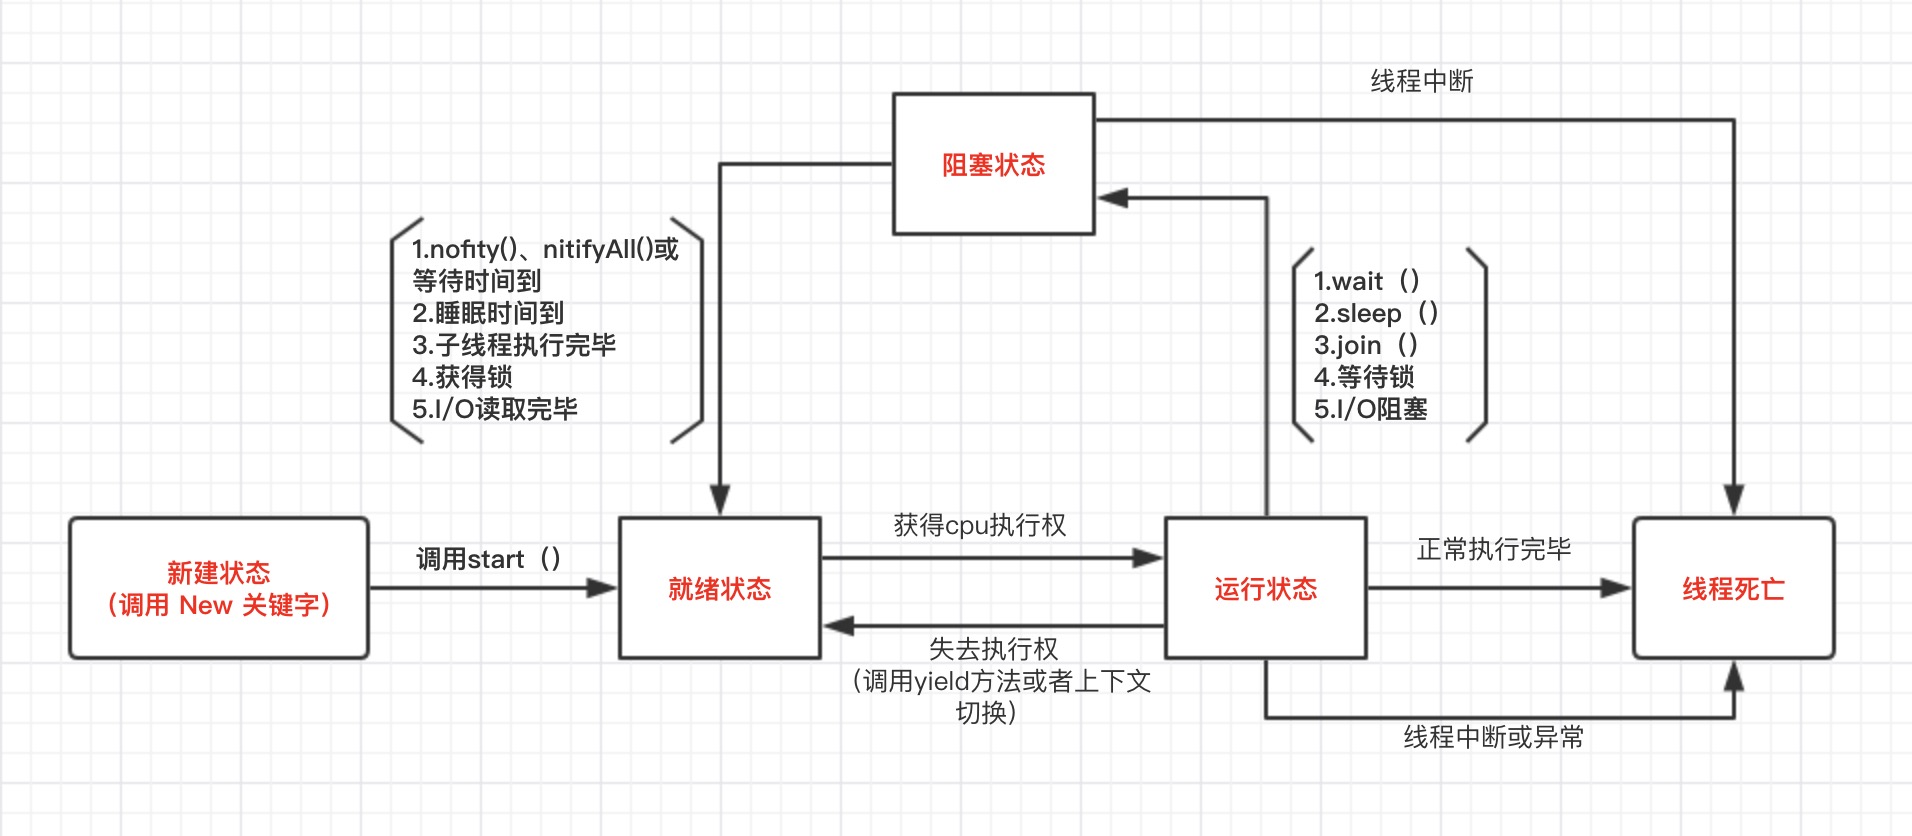 线程中断
阻塞状态
1.nofity()、nitifyAll()或
等待时间到
2.睡眠时间到
3.子线程执行完毕
4.获得锁
5.I/O读取完毕
1.wait（）
2.sleep（）
3.join（）
4.等待锁
5.I/O阻塞
新建状态
（调用 New 关键字）
调用start（）
就绪状态
获得cpu执行权
失去执行权
（调用yield方法或者上下文
切换）
运行状态
正常执行完毕
线程死亡
线程中断或异常